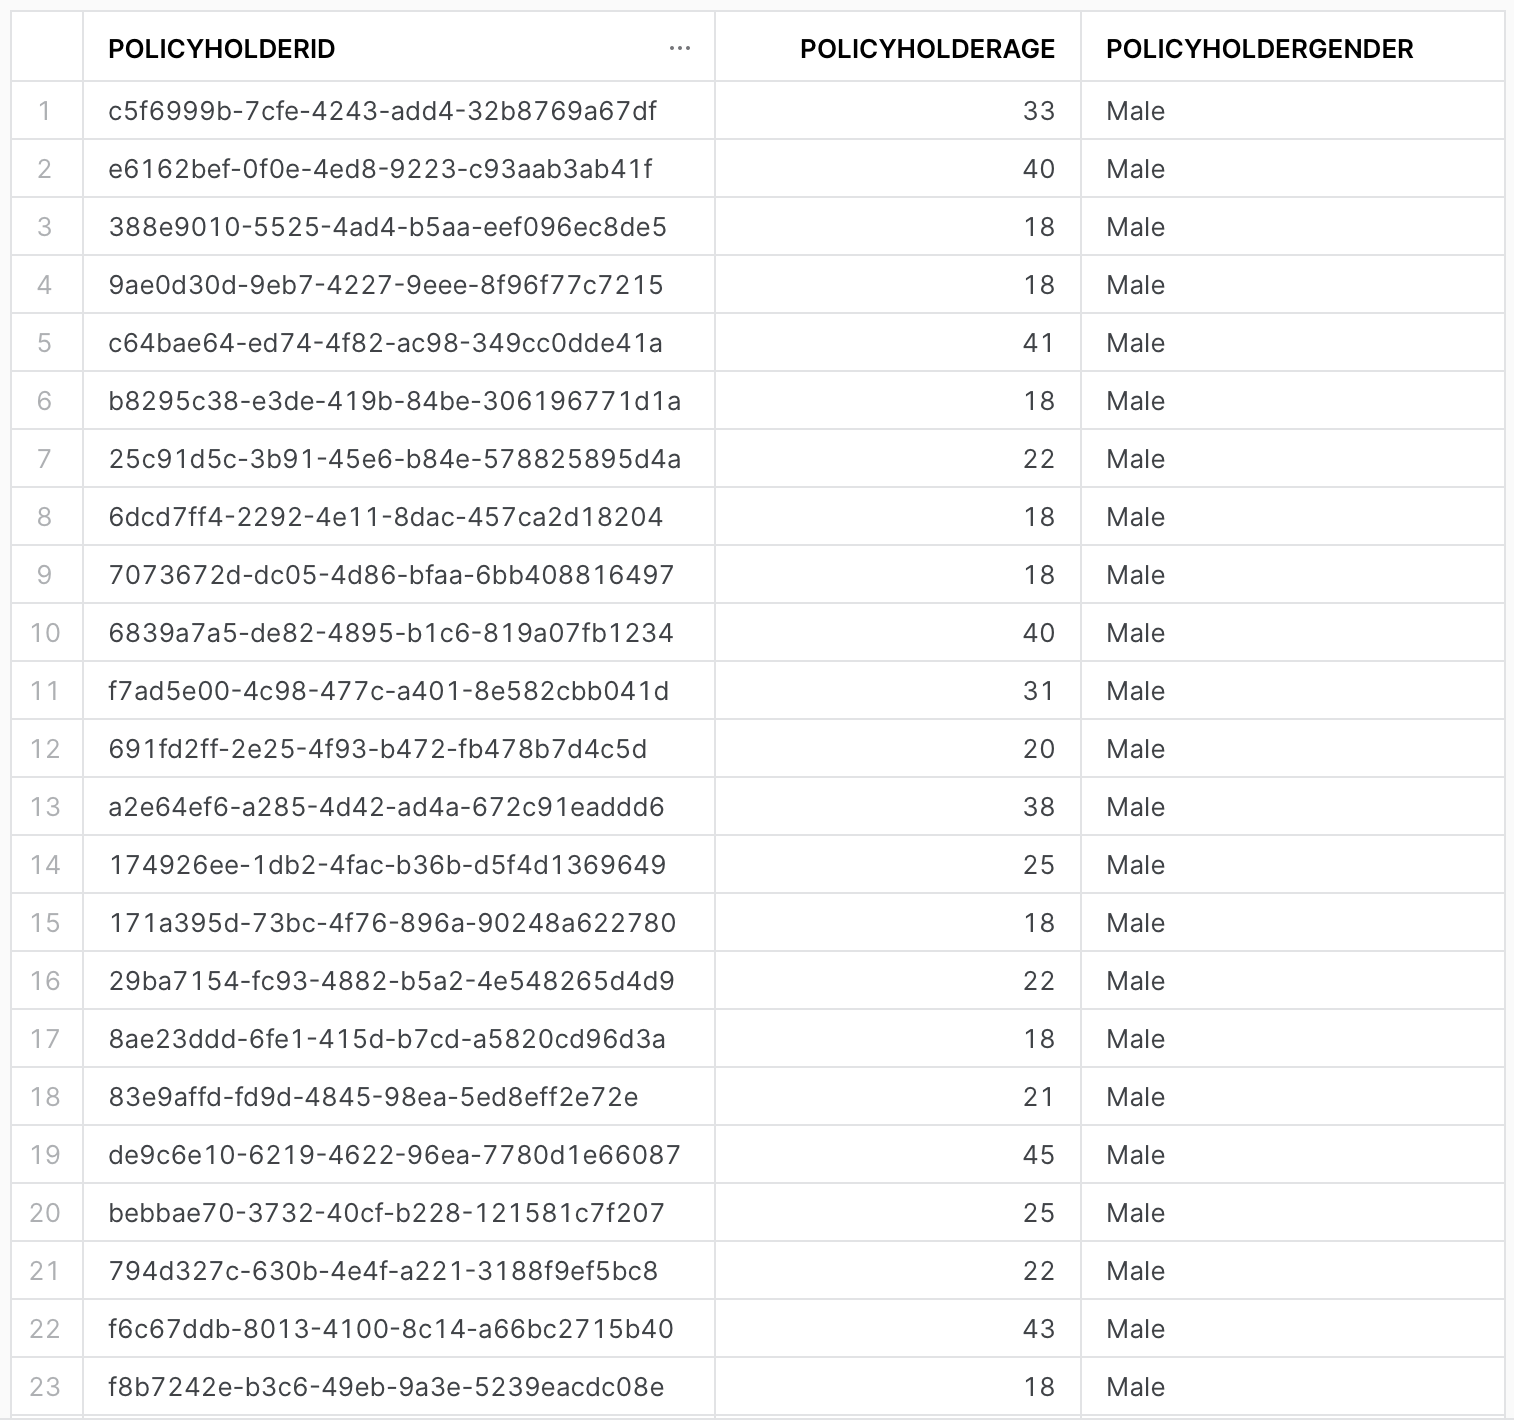 POLICYHOLDERID ... POLICYHOLDERAGE POLICYHOLDERGENDER
1 c5f6999b-7cfe-4243-add4-32b8769a67df 33 Male
2 e6162bef-0f0e-4ed8-9223-c93aab3ab41f 40 Male
3 388e9010-5525-4ad4-b5aa-eef096ec8de5 18 Male
4 9ae0d30d-9eb7-4227-9eee-8f96f77c7215 18 Male
5 c64bae64-ed74-4f82-ac98-349cc0dde41a 41 Male
6 b8295c38-e3de-419b-84be-306196771d1a 18 Male
7 25c91d5c-3b91-45e6-b84e-578825895d4a 22 Male
8 6dcd7ff4-2292-4e11-8dac-457ca2d18204 18 Male
9 7073672d-dc05-4d86-bfaa-6bb408816497 18 Male
10 6839a7a5-de82-4895-b1c6-819a07fb1234 40 Male
11 f7ad5e00-4c98-477c-a401-8e582cbb041d 31 Male
12 691fd2ff-2e25-4f93-b472-fb478b7d4c5d 20 Male
13 a2e64ef6-a285-4d42-ad4a-672c91eaddd6 38 Male
14 174926ee-1db2-4fac-b36b-d5f4d1369649 25 Male
15 171a395d-73bc-4f76-896a-90248a622780 18 Male
16 29ba7154-fc93-4882-b5a2-4e548265d4d9 22 Male
17 8ae23ddd-6fe1-415d-b7cd-a5820cd96d3a 18 Male
18 83e9affd-fd9d-4845-98ea-5ed8eff2e72e 21 Male
19 de9c6e10-6219-4622-96ea-7780d1e66087 45 Male
20 bebbae70-3732-40cf-b228-121581c7f207 25 Male
21 794d327c-630b-4e4f-a221-3188f9ef5bc8 22 Male
22 f6c67ddb-8013-4100-8c14-a66bc2715b40 43 Male
23 f8b7242e-b3c6-49eb-9a3e-5239eacdc08e 18 Male